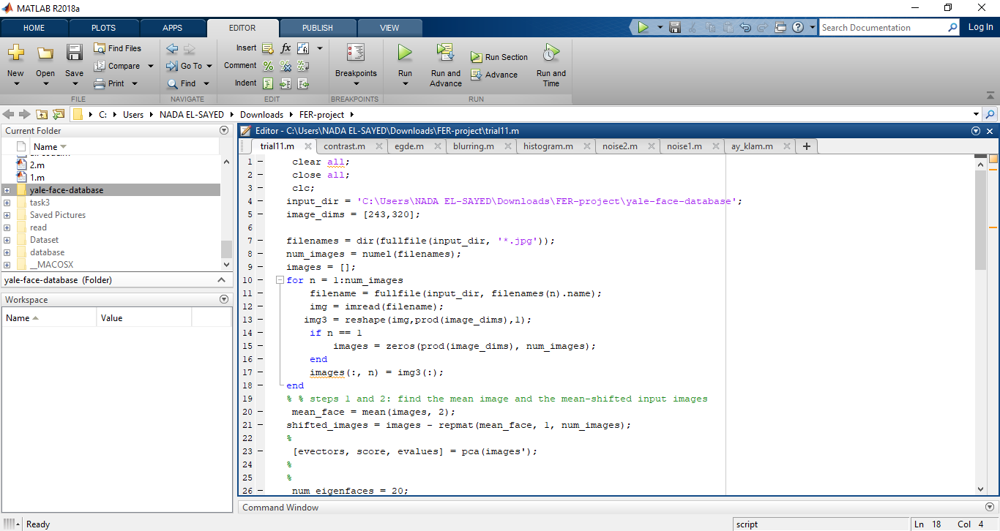 MATLAB R2018a
HOME PLOTS APPS EDITOR PUBLISH VIEW
Search Documentation Log In
New Open Save Find Files Compare Print
Go To Find
Insert fx
Comment
Indent
Breakpoints
Run Run and Advance Run Section Advance Run and Time
FILE NAVIGATE EDIT BREAKPOINTS RUN
C: Users NADA EL-SAYED Downloads FER-project
Current Folder
Name
2.m
1.m
yale-face-database
task3
Saved Pictures
read
Dataset
database
__MACOSX
yale-face-database (Folder)
Workspace
Name Value
Editor - C:\Users\NADA EL-SAYED\Downloads\FER-project\trial11.m
trial11.m contrast.m egde.m blurring.m histogram.m noise2.m noise1.m ay_klam.m
1 clear all;
2 close all;
3 clc;
4 input_dir = 'C:\Users\NADA EL-SAYED\Downloads\FER-project\yale-face-database';
5 image_dims = [243,320];
6
7 filenames = dir(fullfile(input_dir, '*.jpg'));
8 num_images = numel(filenames);
9 images = [];
10 for n = 1:num_images
11 filename = fullfile(input_dir, filenames(n).name);
12 img = imread(filename);
13 img3 = reshape(img,prod(image_dims),1);
14 if n == 1
15 images = zeros(prod(image_dims), num_images);
16 end
17 images(:, n) = img3(:);
18 end
19 % % steps 1 and 2: find the mean image and the mean-shifted input images
20 mean_face = mean(images, 2);
21 shifted_images = images - repmat(mean_face, 1, num_images);
22 %
23 [evectors, score, evalues] = pca(images');
24 %
25 %
26 num_eigenfaces = 20;
Command Window
Ready script Ln 18 Col 4